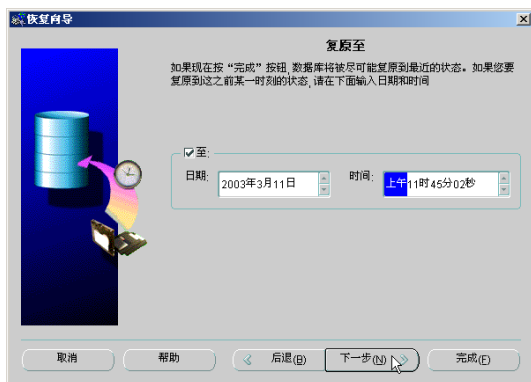 恢复向导
复原至
如果现在按“完成”按钮,数据库将被尽可能复原到最近的状态。如果您要
复原到这之前某一时刻的状态,请在下面输入日期和时间
至:
日期: 2003年3月11日 时间: 上午11时45分02秒
取消 帮助 后退(B) 下一步(N) 完成(F)